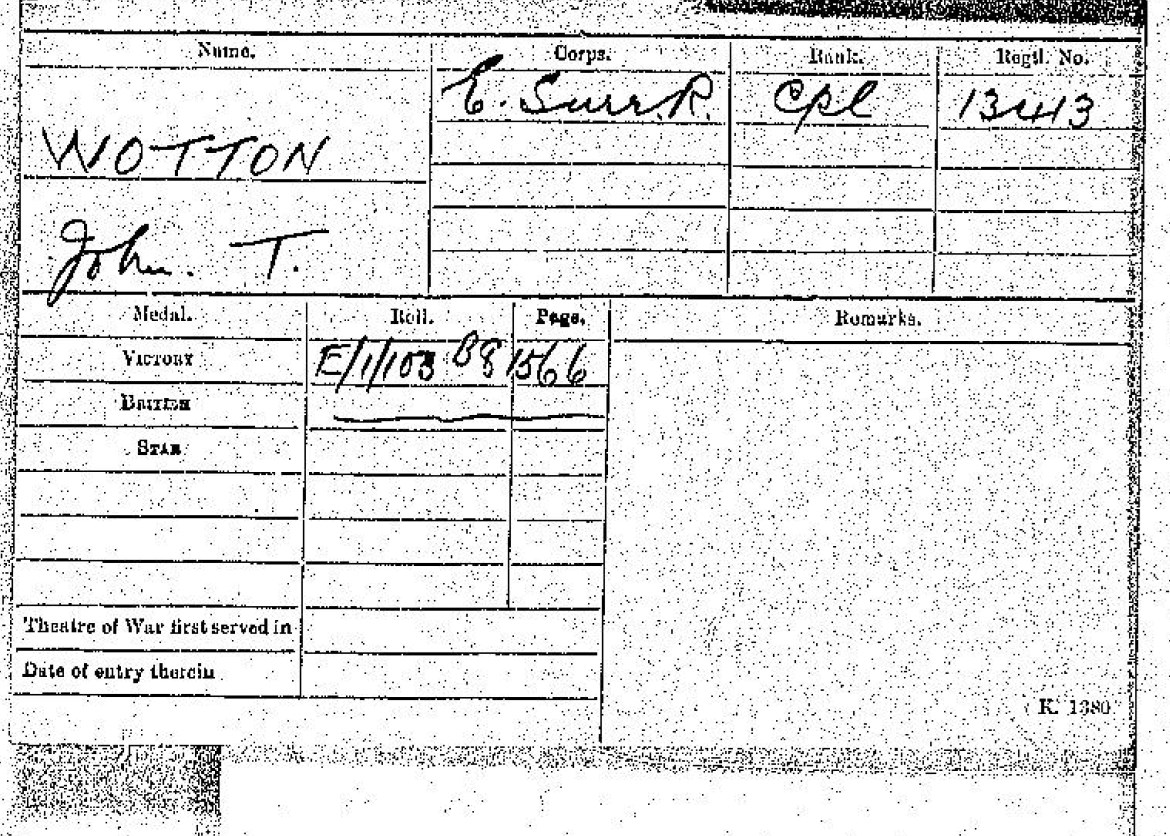 Name. Corps. Rank. Regtl. No.
E. Surr. R. Cpl 13443
WOTTON
John. T.
Medal. Roll. Page. Remarks.
VICTORY E/1/103 B8 1566
BRITISH
STAR
Theatre of War first served in
Date of entry therein
K. 1380